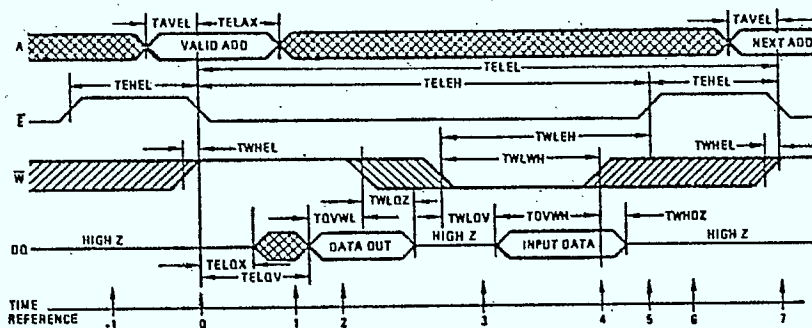 TAVEL TELAX TAVEL
A VALID ADD NEXT ADD
TELEL
TEHEL TELEH TEHEL
E
TWLEH
TWHEL TWLWH TWHEL
W
TWLQZ
TQVWL TWLQV TQVWH TWHQZ
DQ HIGH Z DATA OUT HIGH Z INPUT DATA HIGH Z
TELQX
TELQV
TIME
REFERENCE -1 0 1 2 3 4 5 6 7